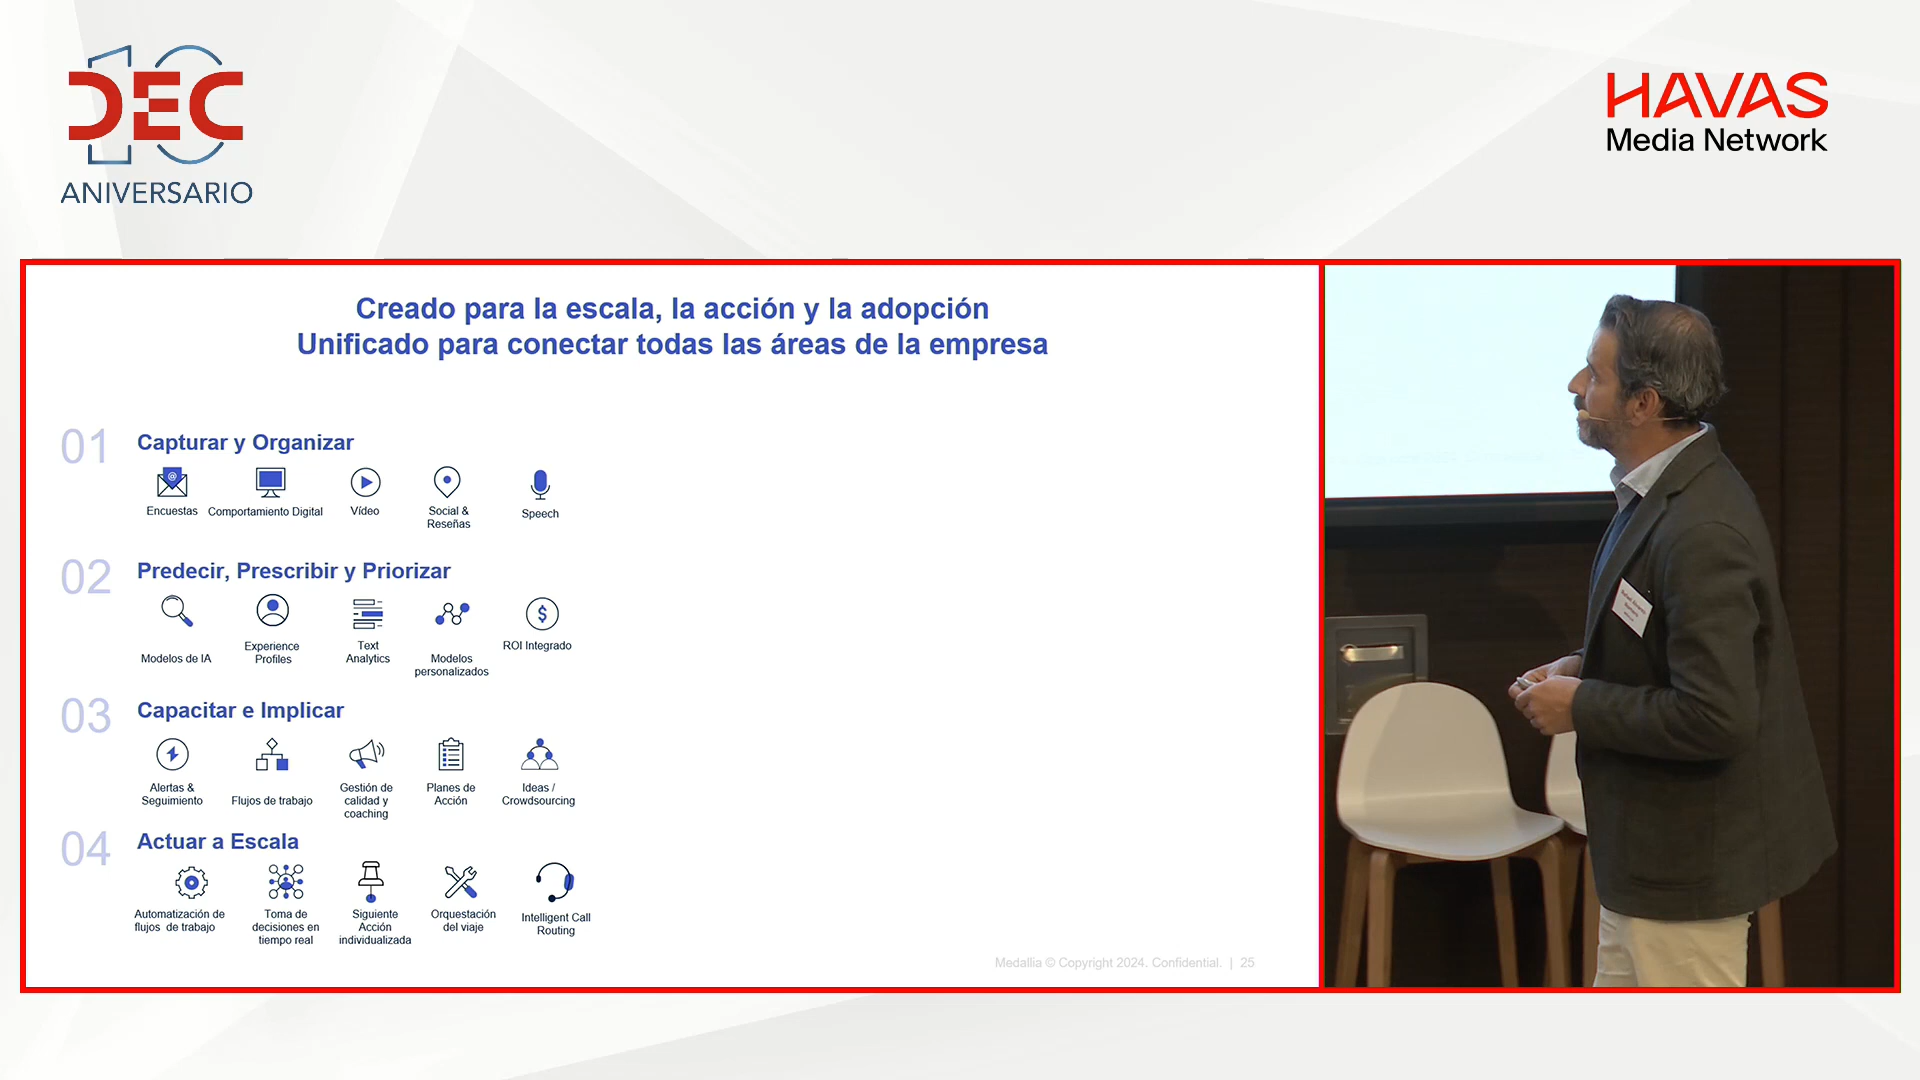 DEC
10
ANIVERSARIO
HAVAS
Media Network
Creado para la escala, la acción y la adopción
Unificado para conectar todas las áreas de la empresa
01
Capturar y Organizar
@
Encuestas
Comportamiento Digital
Vídeo
Social &
Reseñas
Speech
02
Predecir, Prescribir y Priorizar
$
Modelos de IA
Experience
Profiles
Text
Analytics
Modelos
personalizados
ROI Integrado
03
Capacitar e Implicar
Alertas &
Seguimiento
Flujos de trabajo
Gestión de
calidad y
coaching
Planes de
Acción
Ideas /
Crowdsourcing
04
Actuar a Escala
Automatización de
flujos de trabajo
Toma de
decisiones en
tiempo real
Siguiente
Acción
individualizada
Orquestación
del viaje
Intelligent Call
Routing
Medallia © Copyright 2024. Confidential. | 25